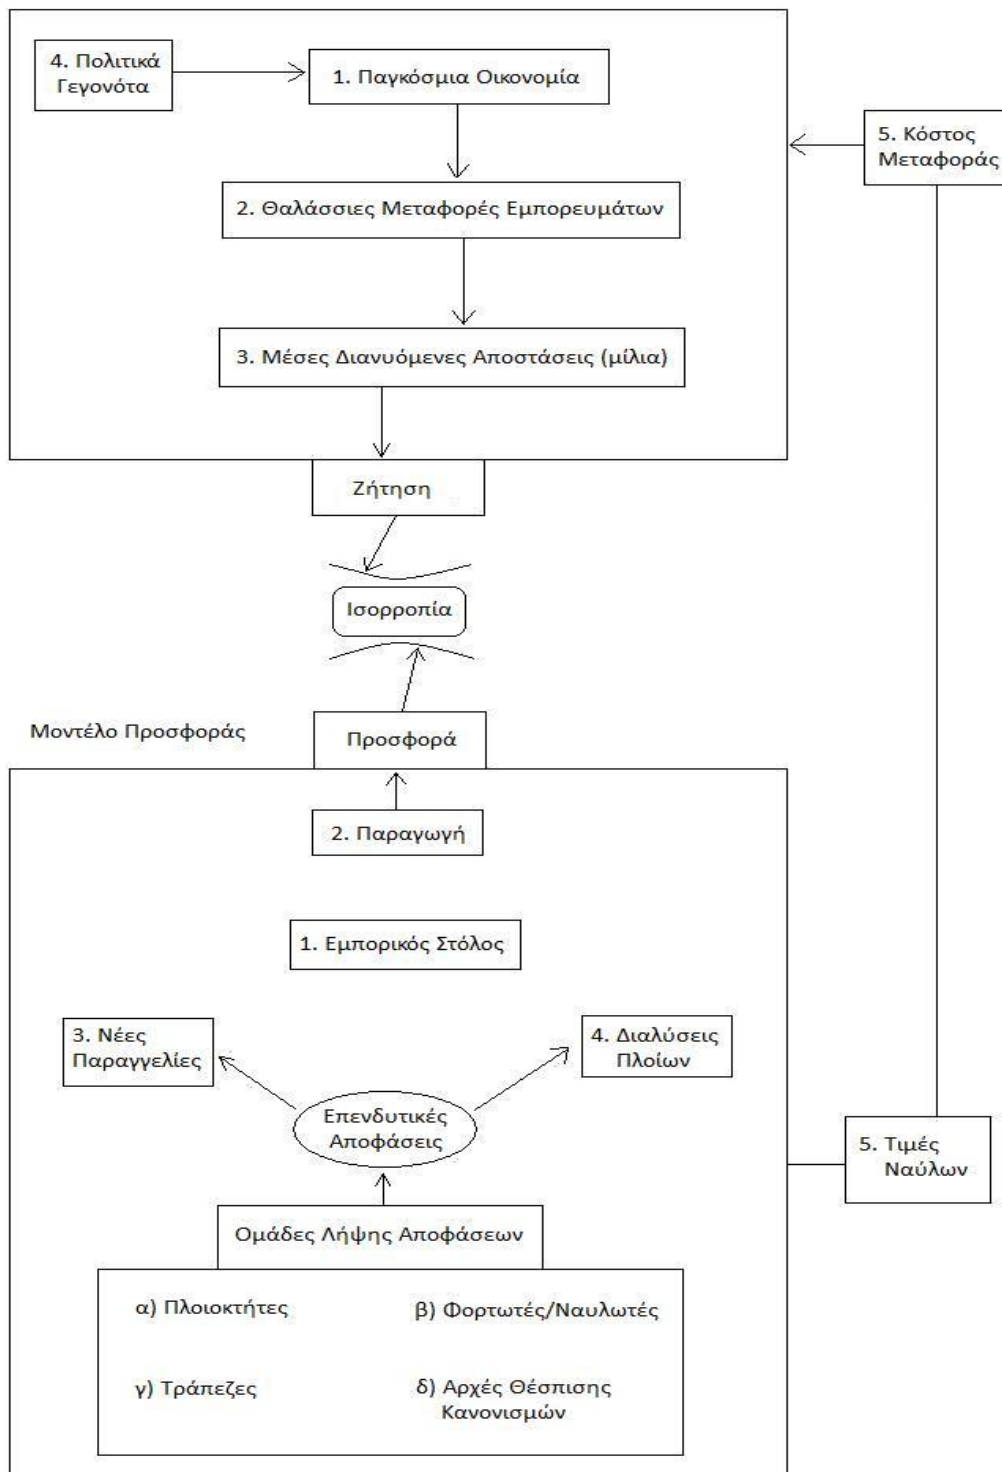 4. Πολιτικά
Γεγονότα
1. Παγκόσμια Οικονομία
5. Κόστος
Μεταφοράς
2. Θαλάσσιες Μεταφορές Εμπορευμάτων
3. Μέσες Διανυόμενες Αποστάσεις (μίλια)
Ζήτηση
Ισορροπία
Μοντέλο Προσφοράς
Προσφορά
2. Παραγωγή
1. Εμπορικός Στόλος
3. Νέες
Παραγγελίες
4. Διαλύσεις
Πλοίων
Επενδυτικές
Αποφάσεις
5. Τιμές
Ναύλων
Ομάδες Λήψης Αποφάσεων
α) Πλοιοκτήτες
β) Φορτωτές/Ναυλωτές
γ) Τράπεζες
δ) Αρχές Θέσπισης
Κανονισμών